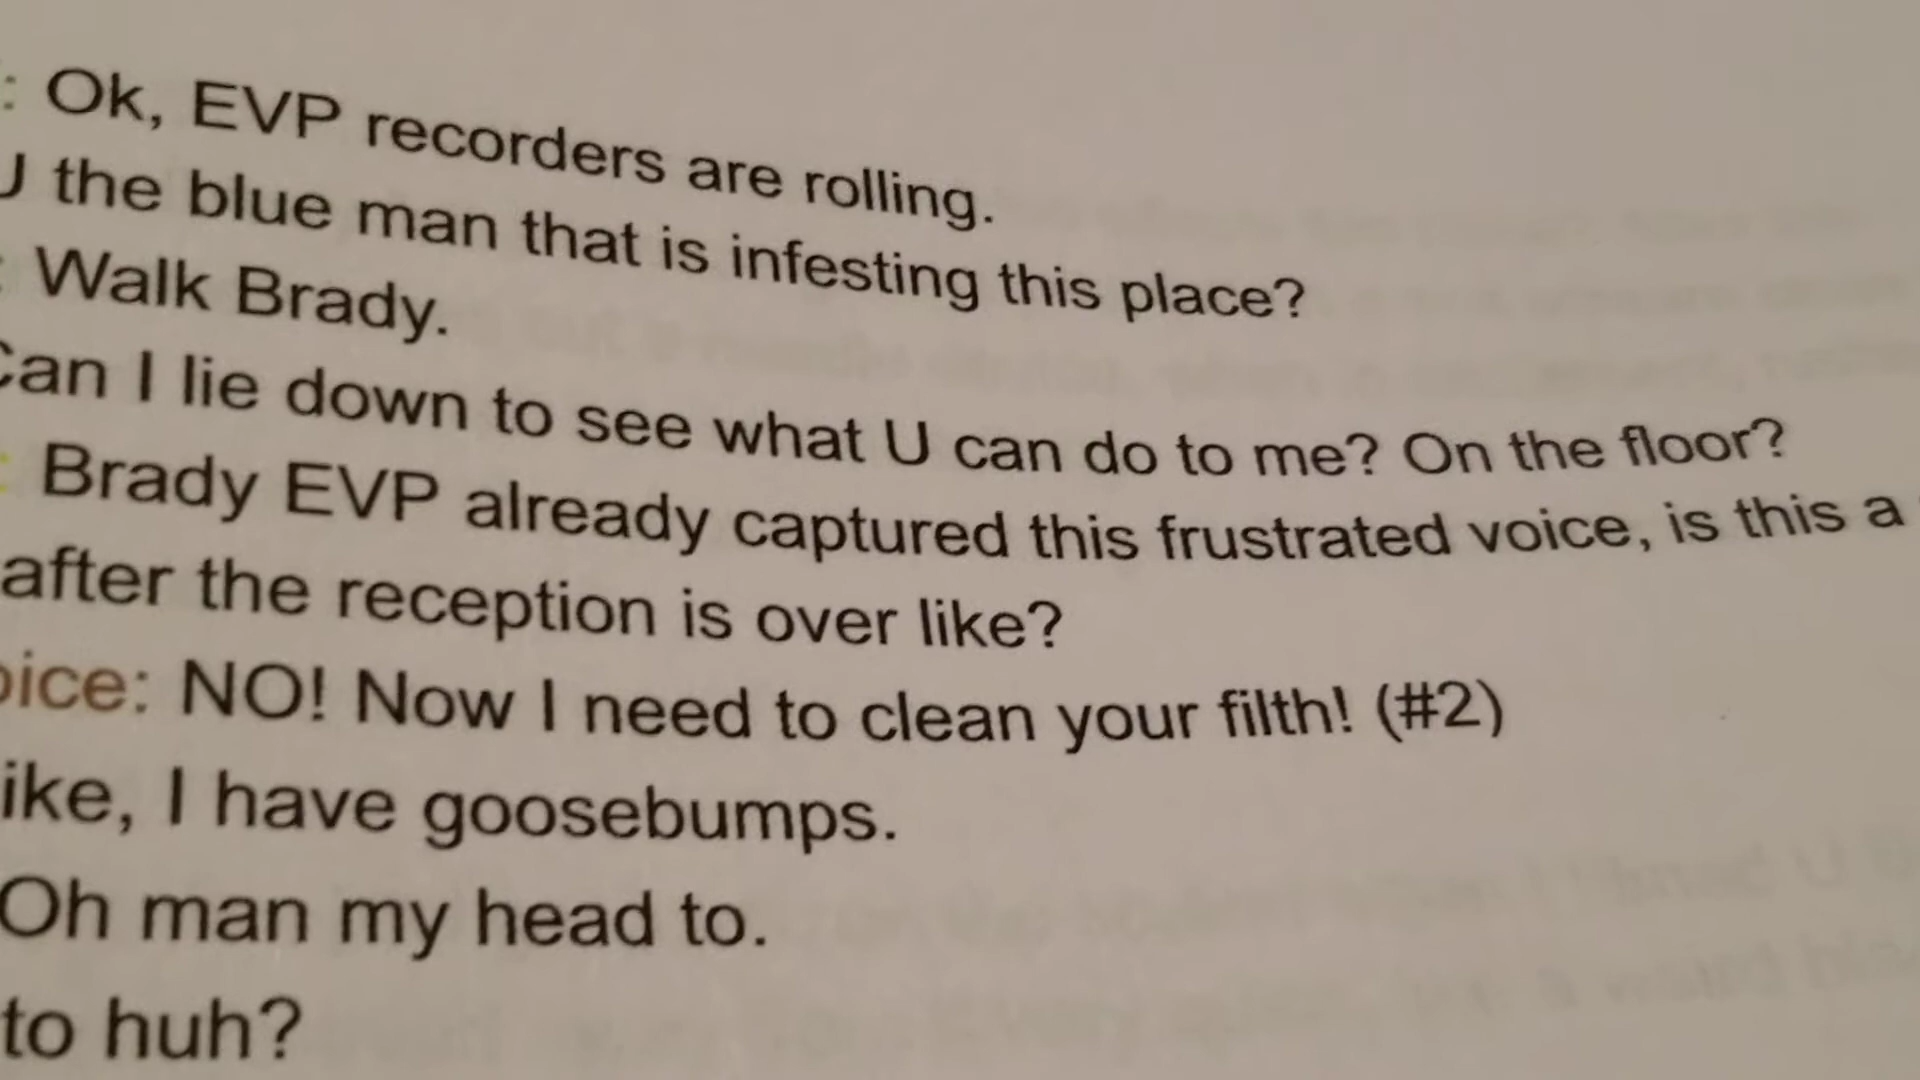 : Ok, EVP recorders are rolling.
U the blue man that is infesting this place?
: Walk Brady.
Can I lie down to see what U can do to me? On the floor?
: Brady EVP already captured this frustrated voice, is this a
after the reception is over like?
oice: NO! Now I need to clean your filth! (#2)
ike, I have goosebumps.
Oh man my head to.
to huh?